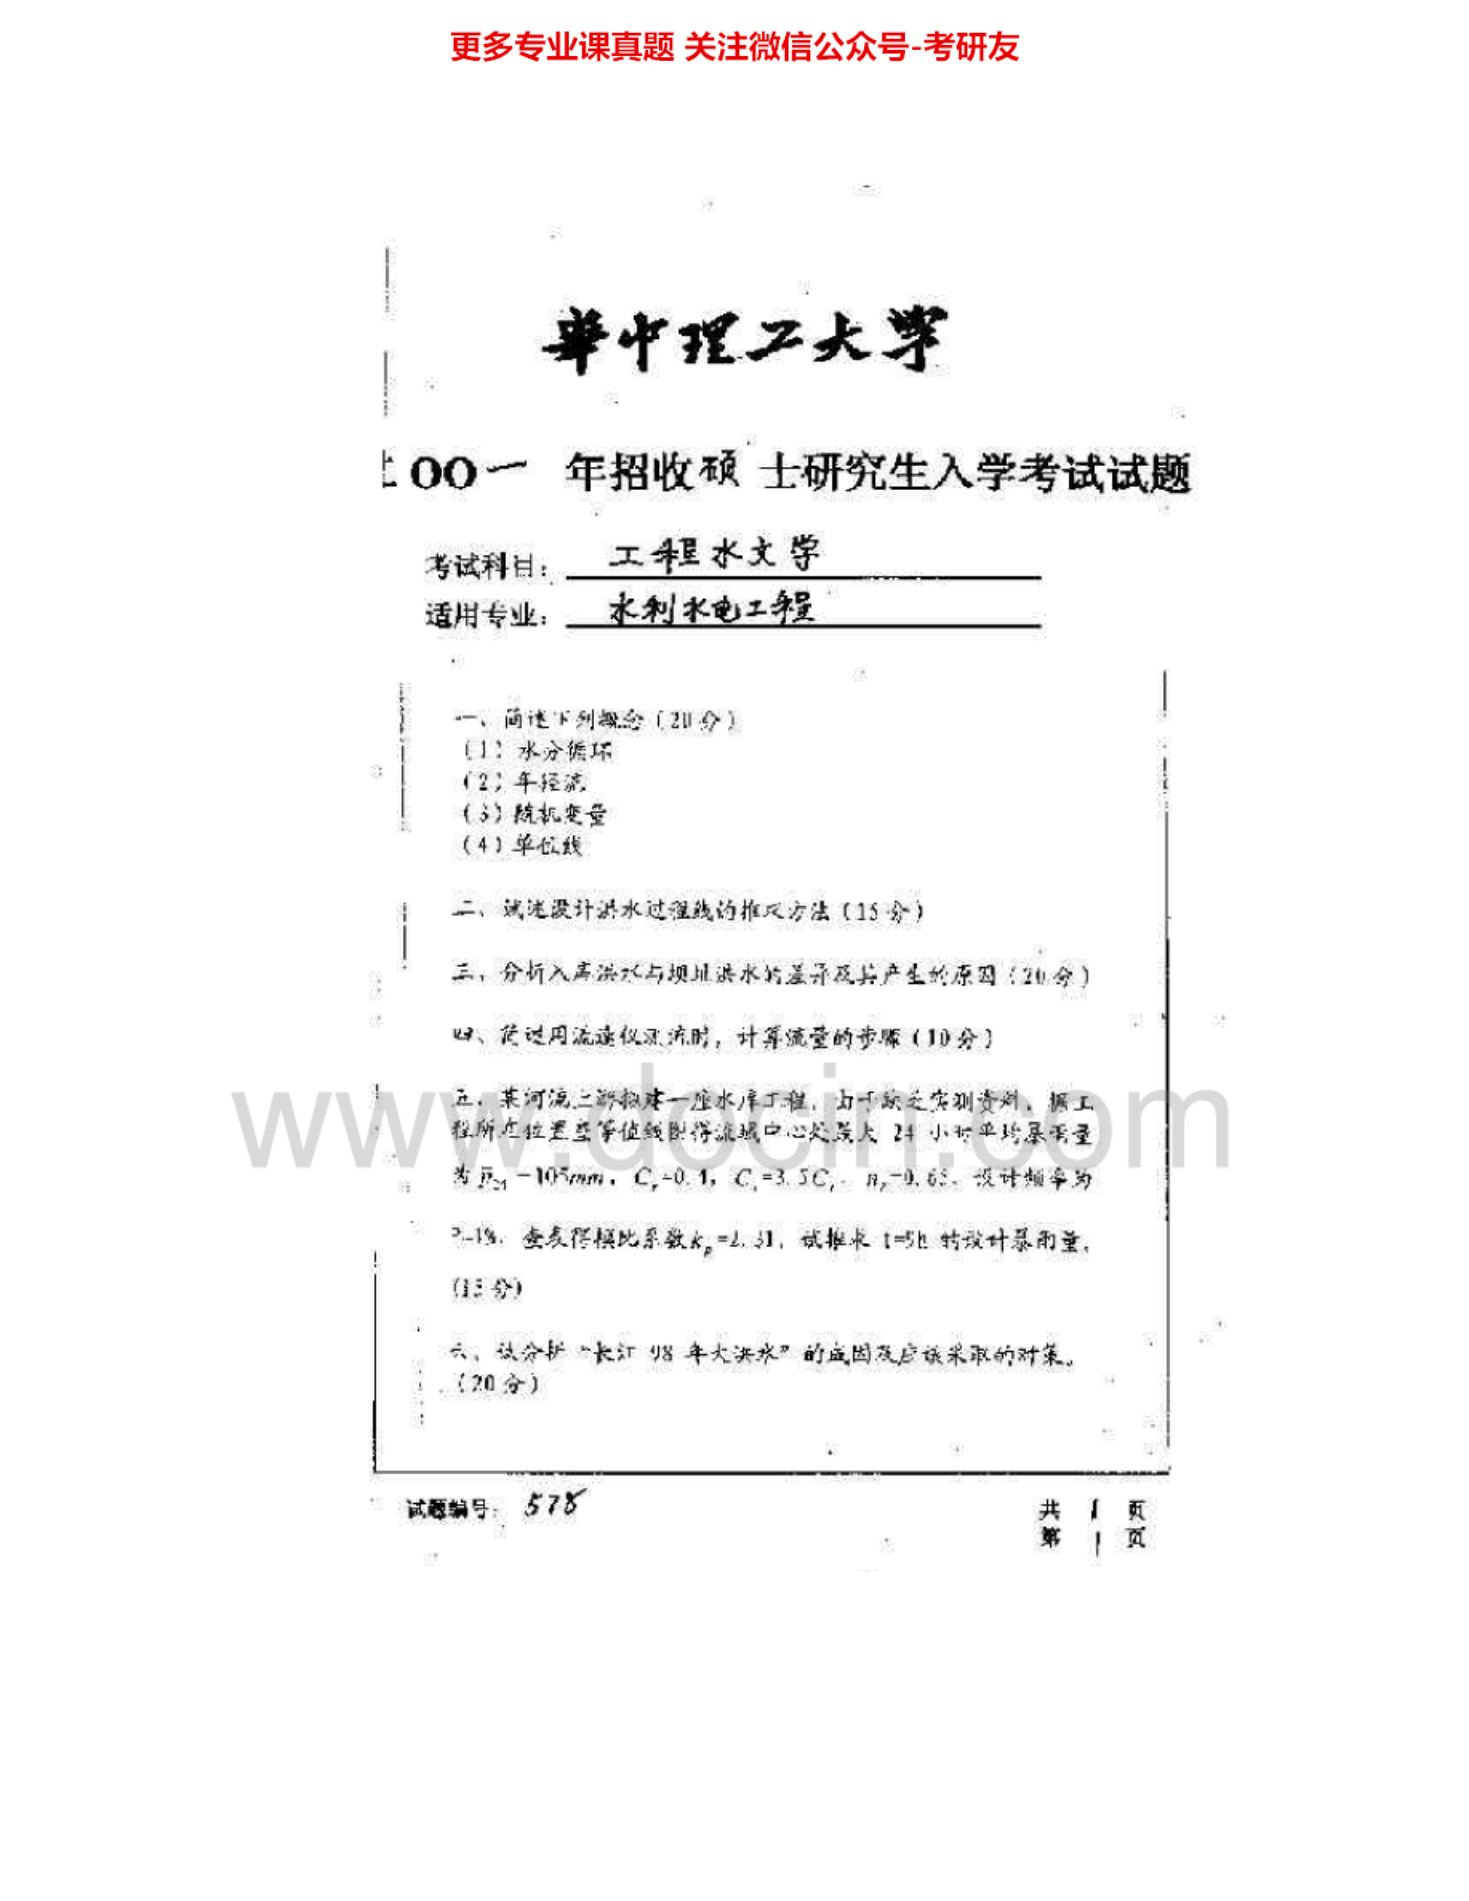 更多专业课真题 关注微信公众号-考研友
華中理工大学
二OO一 年招收硕 士研究生入学考试试题
考试科目: 工程水文学
适用专业: 水利水电工程
一、简述下列概念(20分)
(1)水分循环
(2)年径流
(3)随机变量
(4)单位线
二、试述设计洪水过程线的推求方法(15分)
三、分析入库洪水与坝址洪水的差异及其产生的原因(20分)
四、简述用流速仪测流时,计算流量的步骤(10分)
五、某河流上游拟建一座水库工程,由于缺乏实测资料,据工
程所在位置查等值线图得流域中心处最大 24 小时平均暴雨量
为 P̄₂₄=105mm, Cᵥ=0.4, Cₛ=3.5Cᵥ, n₂=0.65, 设计频率为
P=1%, 查表得模比系数kₚ=2.31, 试推求 t=9h 的设计暴雨量。
(15分)
六、试分析“长江 98 年大洪水”的成因及应该采取的对策。
(20分)
www.docin.com
试题编号: 578
共 1 页
第 1 页